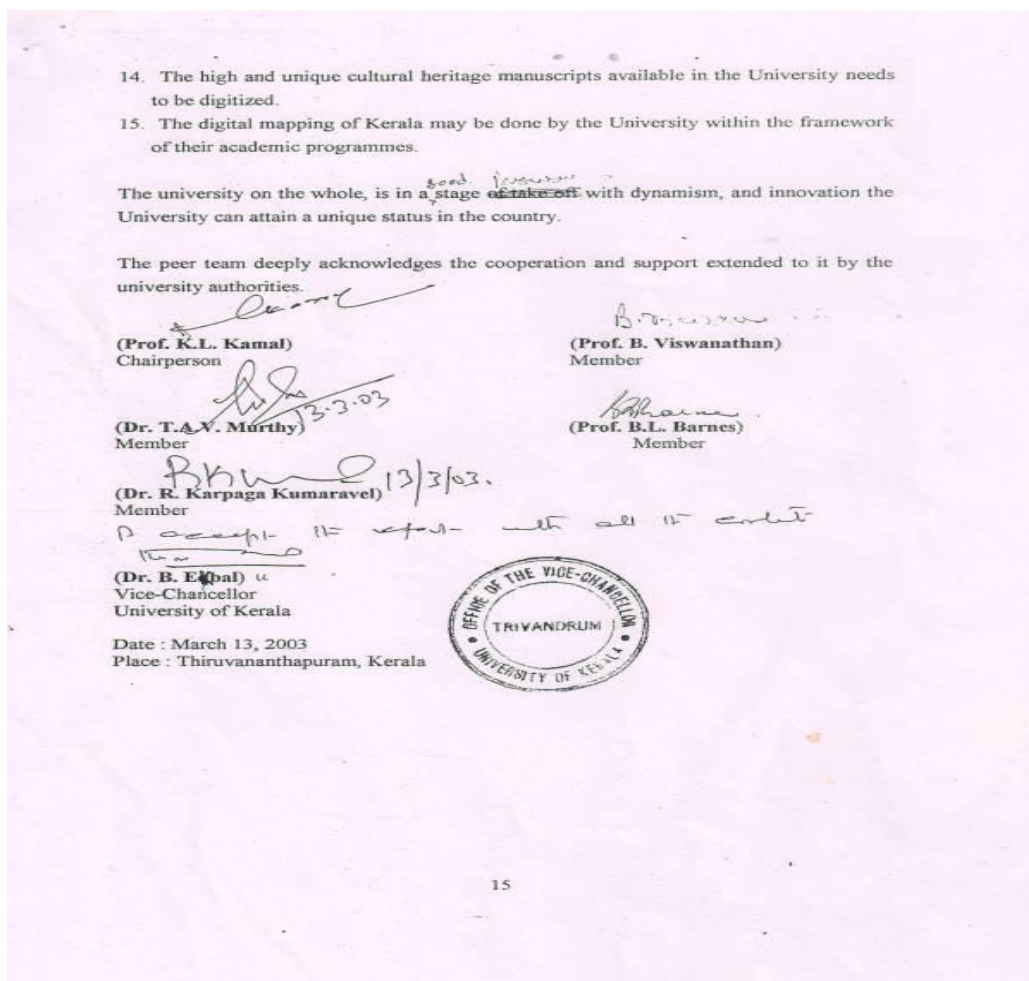 14. The high and unique cultural heritage manuscripts available in the University needs
to be digitized.
15. The digital mapping of Kerala may be done by the University within the framework
of their academic programmes.
good
The university on the whole, is in a stage of take off with dynamism, and innovation the
University can attain a unique status in the country.
The peer team deeply acknowledges the cooperation and support extended to it by the
university authorities.
(Prof. K.L. Kamal)
Chairperson
(Prof. B. Viswanathan)
Member
13.3.03
(Dr. T.A.V. Murthy)
Member
(Prof. B.L. Barnes)
Member
13/3/03.
(Dr. R. Karpaga Kumaravel)
Member
accept the report with all
(Dr. B. Ekbal)
Vice-Chancellor
University of Kerala
OFFICE OF THE VICE-CHANCELLOR
TRIVANDRUM
UNIVERSITY OF KERALA
Date : March 13, 2003
Place : Thiruvananthapuram, Kerala
15